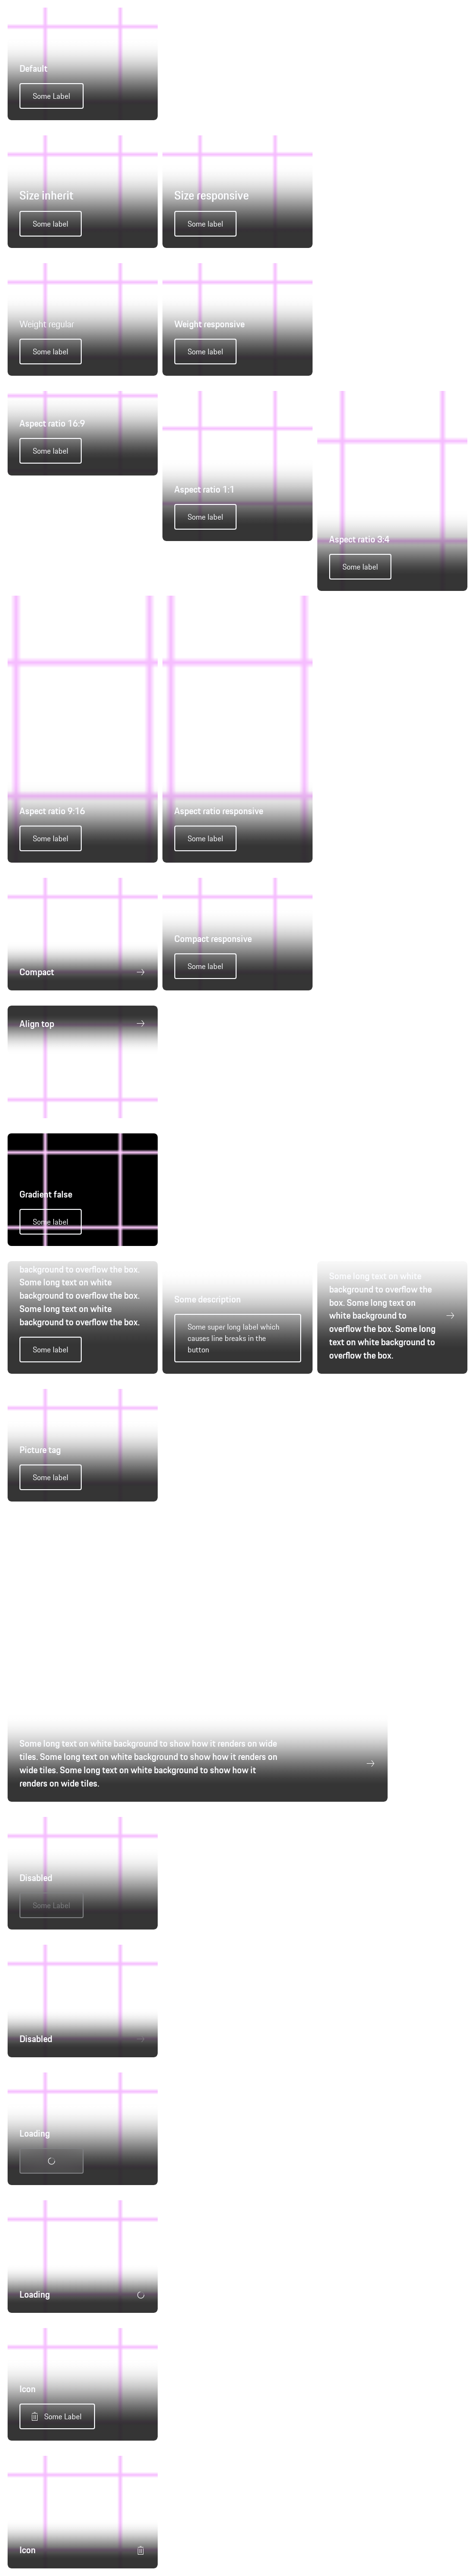 Default
Some Label
Size inherit
Size responsive
Some label
Some label
Weight regular
Weight responsive
Some label
Some label
Aspect ratio 16:9
Some label
Aspect ratio 1:1
Some label
Aspect ratio 3:4
Some label
Aspect ratio 9:16
Aspect ratio responsive
Some label
Some label
Compact
Compact responsive
Some label
Align top
Gradient false
Some label
background to overflow the box.
Some long text on white
background to overflow the box.
Some long text on white
background to overflow the box.
Some label
Some description
Some super long label which
causes line breaks in the
button
Some long text on white
background to overflow the
box. Some long text on
white background to
overflow the box. Some long
text on white background to
overflow the box.
Picture tag
Some label
Some long text on white background to show how it renders on wide
tiles. Some long text on white background to show how it renders on
wide tiles. Some long text on white background to show how it
renders on wide tiles.
Disabled
Some Label
Disabled
Loading
Loading
Icon
Some Label
Icon